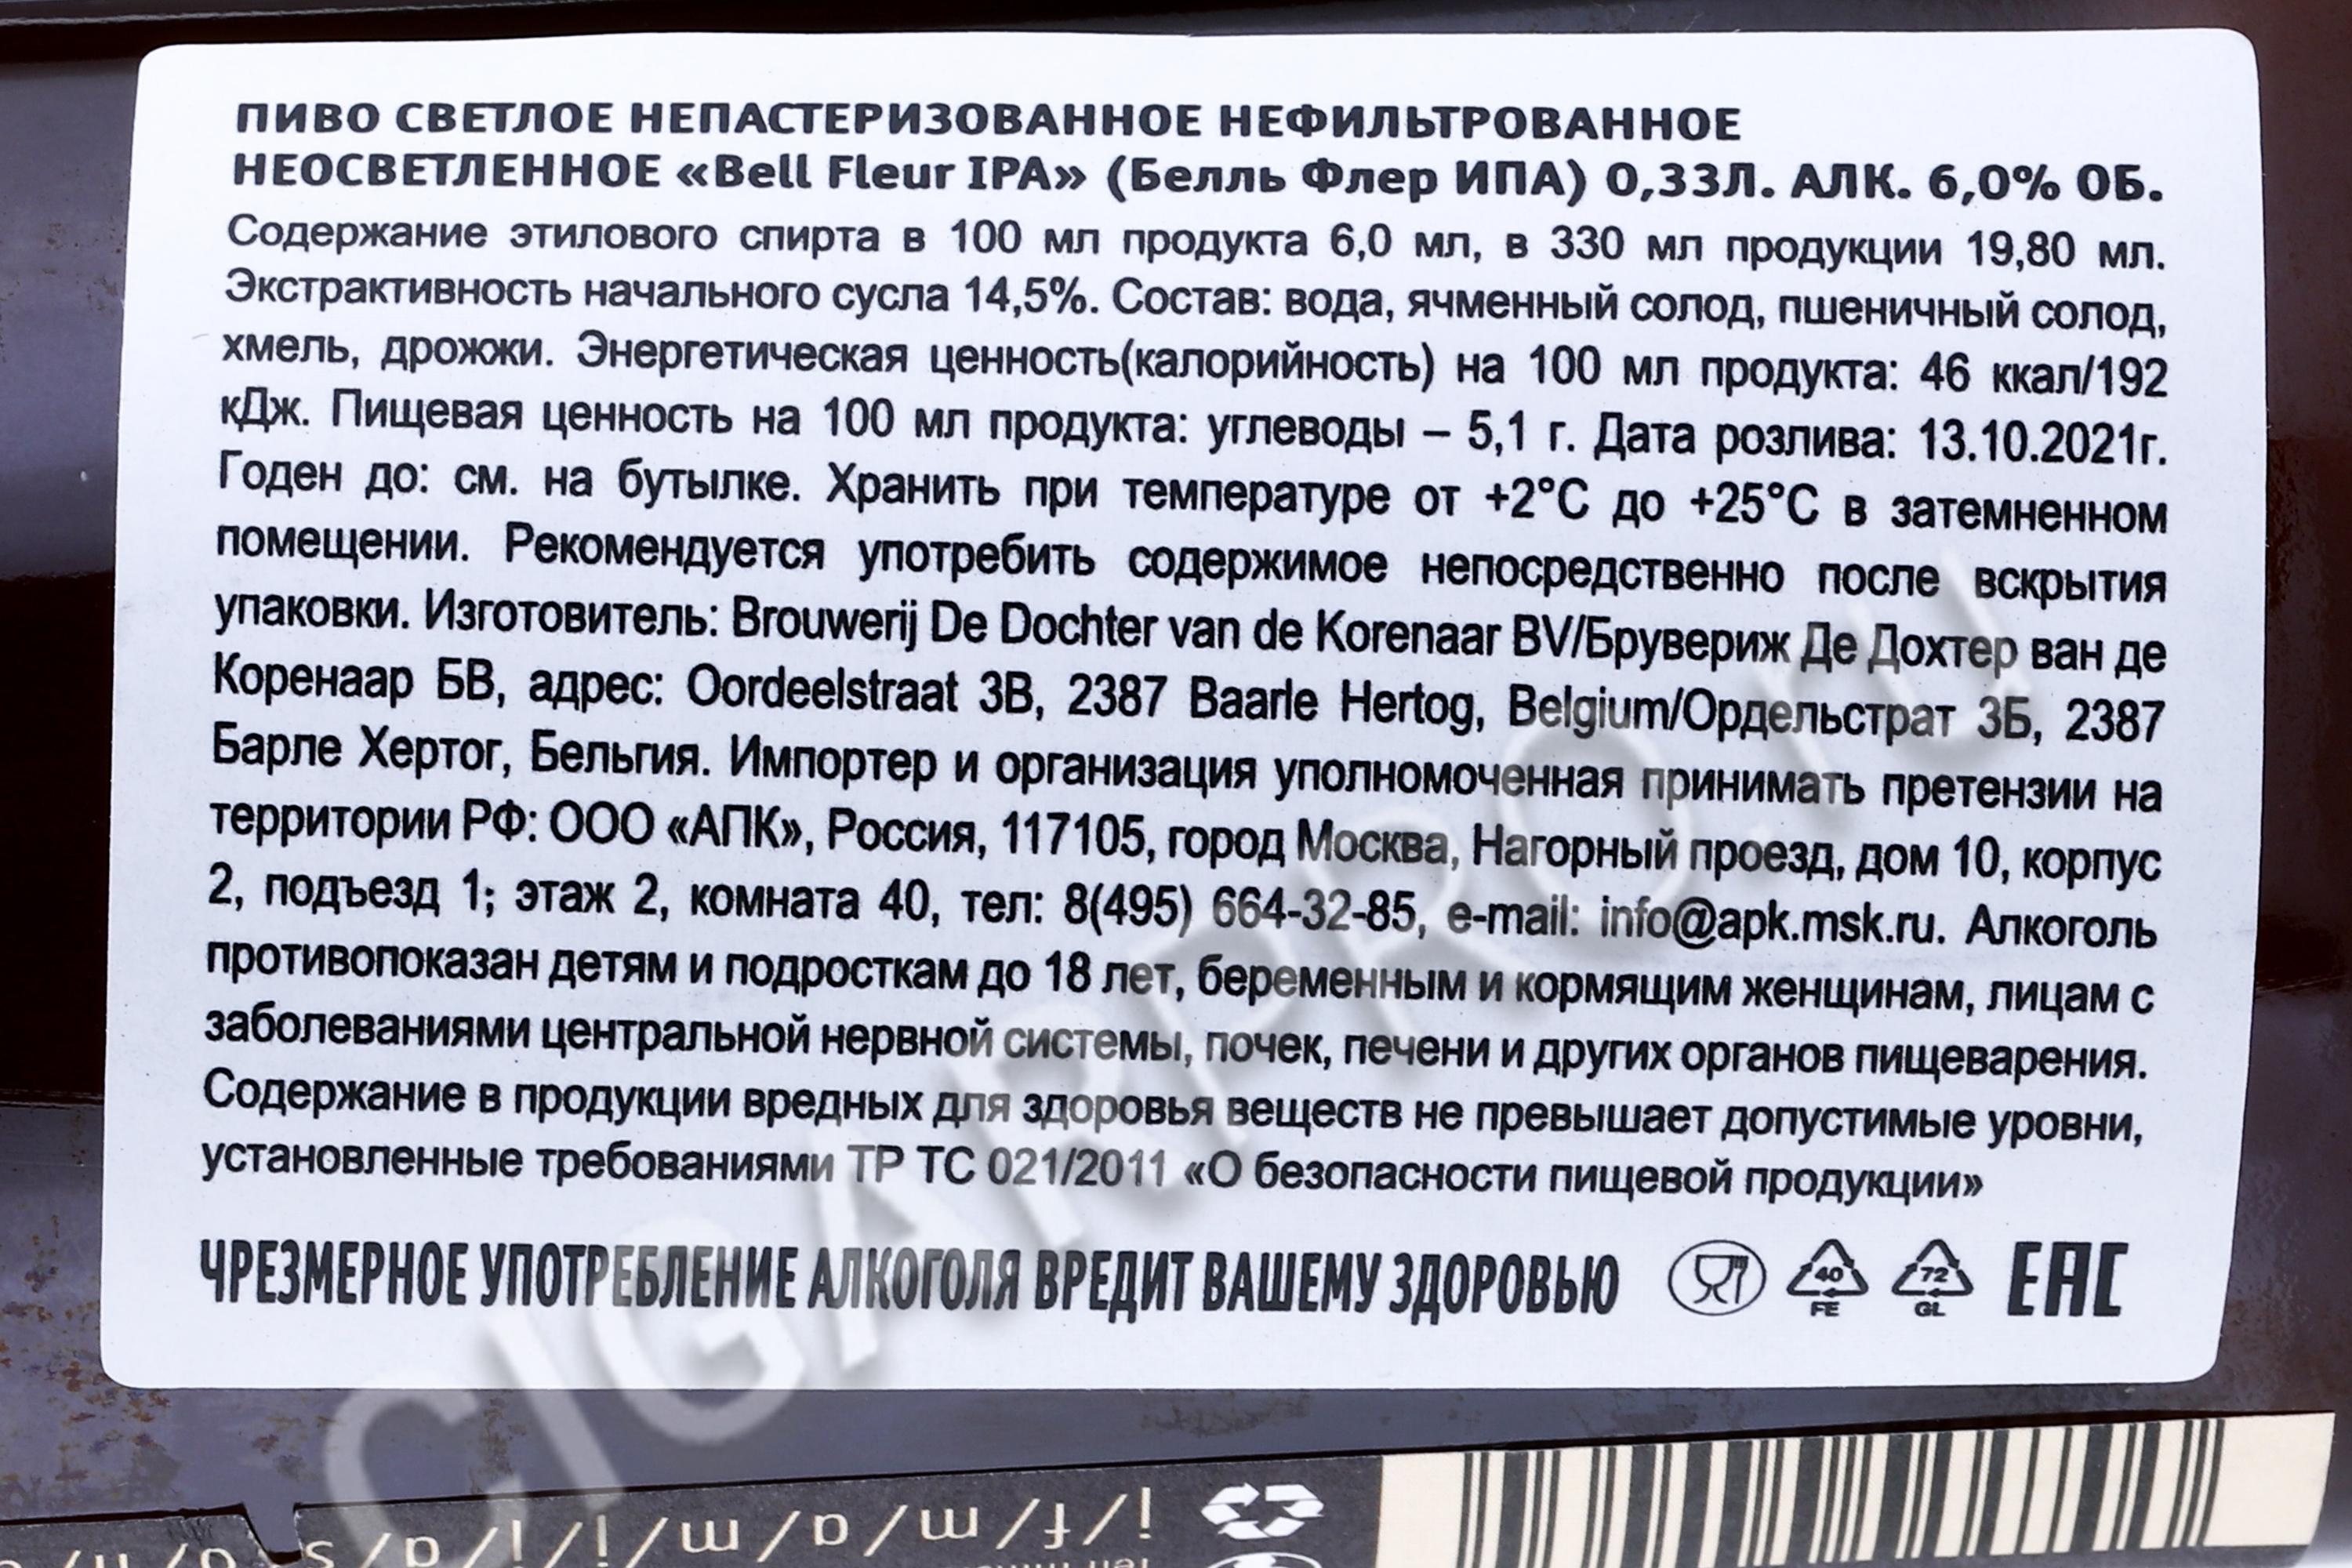 ПИВО СВЕТЛОЕ НЕПАСТЕРИЗОВАННОЕ НЕФИЛЬТРОВАННОЕ
НЕОСВЕТЛЕННОЕ «Bell Fleur IPA» (Белль Флер ИПА) 0,33Л. АЛК. 6,0% ОБ.
Содержание этилового спирта в 100 мл продукта 6,0 мл, в 330 мл продукции 19,80 мл.
Экстрактивность начального сусла 14,5%. Состав: вода, ячменный солод, пшеничный солод,
хмель, дрожжи. Энергетическая ценность(калорийность) на 100 мл продукта: 46 ккал/192
кДж. Пищевая ценность на 100 мл продукта: углеводы – 5,1 г. Дата розлива: 13.10.2021г.
Годен до: см. на бутылке. Хранить при температуре от +2°С до +25°С в затемненном
помещении. Рекомендуется употребить содержимое непосредственно после вскрытия
упаковки. Изготовитель: Brouwerij De Dochter van de Korenaar BV/Брувериж Де Дохтер ван де
Коренаар БВ, адрес: Oordeelstraat 3B, 2387 Baarle Hertog, Belgium/Ордельстрат 3Б, 2387
Барле Хертог, Бельгия. Импортер и организация уполномоченная принимать претензии на
территории РФ: ООО «АПК», Россия, 117105, город Москва, Нагорный проезд, дом 10, корпус
2, подъезд 1; этаж 2, комната 40, тел: 8(495) 664-32-85, e-mail: info@apk.msk.ru. Алкоголь
противопоказан детям и подросткам до 18 лет, беременным и кормящим женщинам, лицам с
заболеваниями центральной нервной системы, почек, печени и других органов пищеварения.
Содержание в продукции вредных для здоровья веществ не превышает допустимые уровни,
установленные требованиями ТР ТС 021/2011 «О безопасности пищевой продукции»
ЧРЕЗМЕРНОЕ УПОТРЕБЛЕНИЕ АЛКОГОЛЯ ВРЕДИТ ВАШЕМУ ЗДОРОВЬЮ
40 FE 72 GL EAC
CIGARPRO.ru